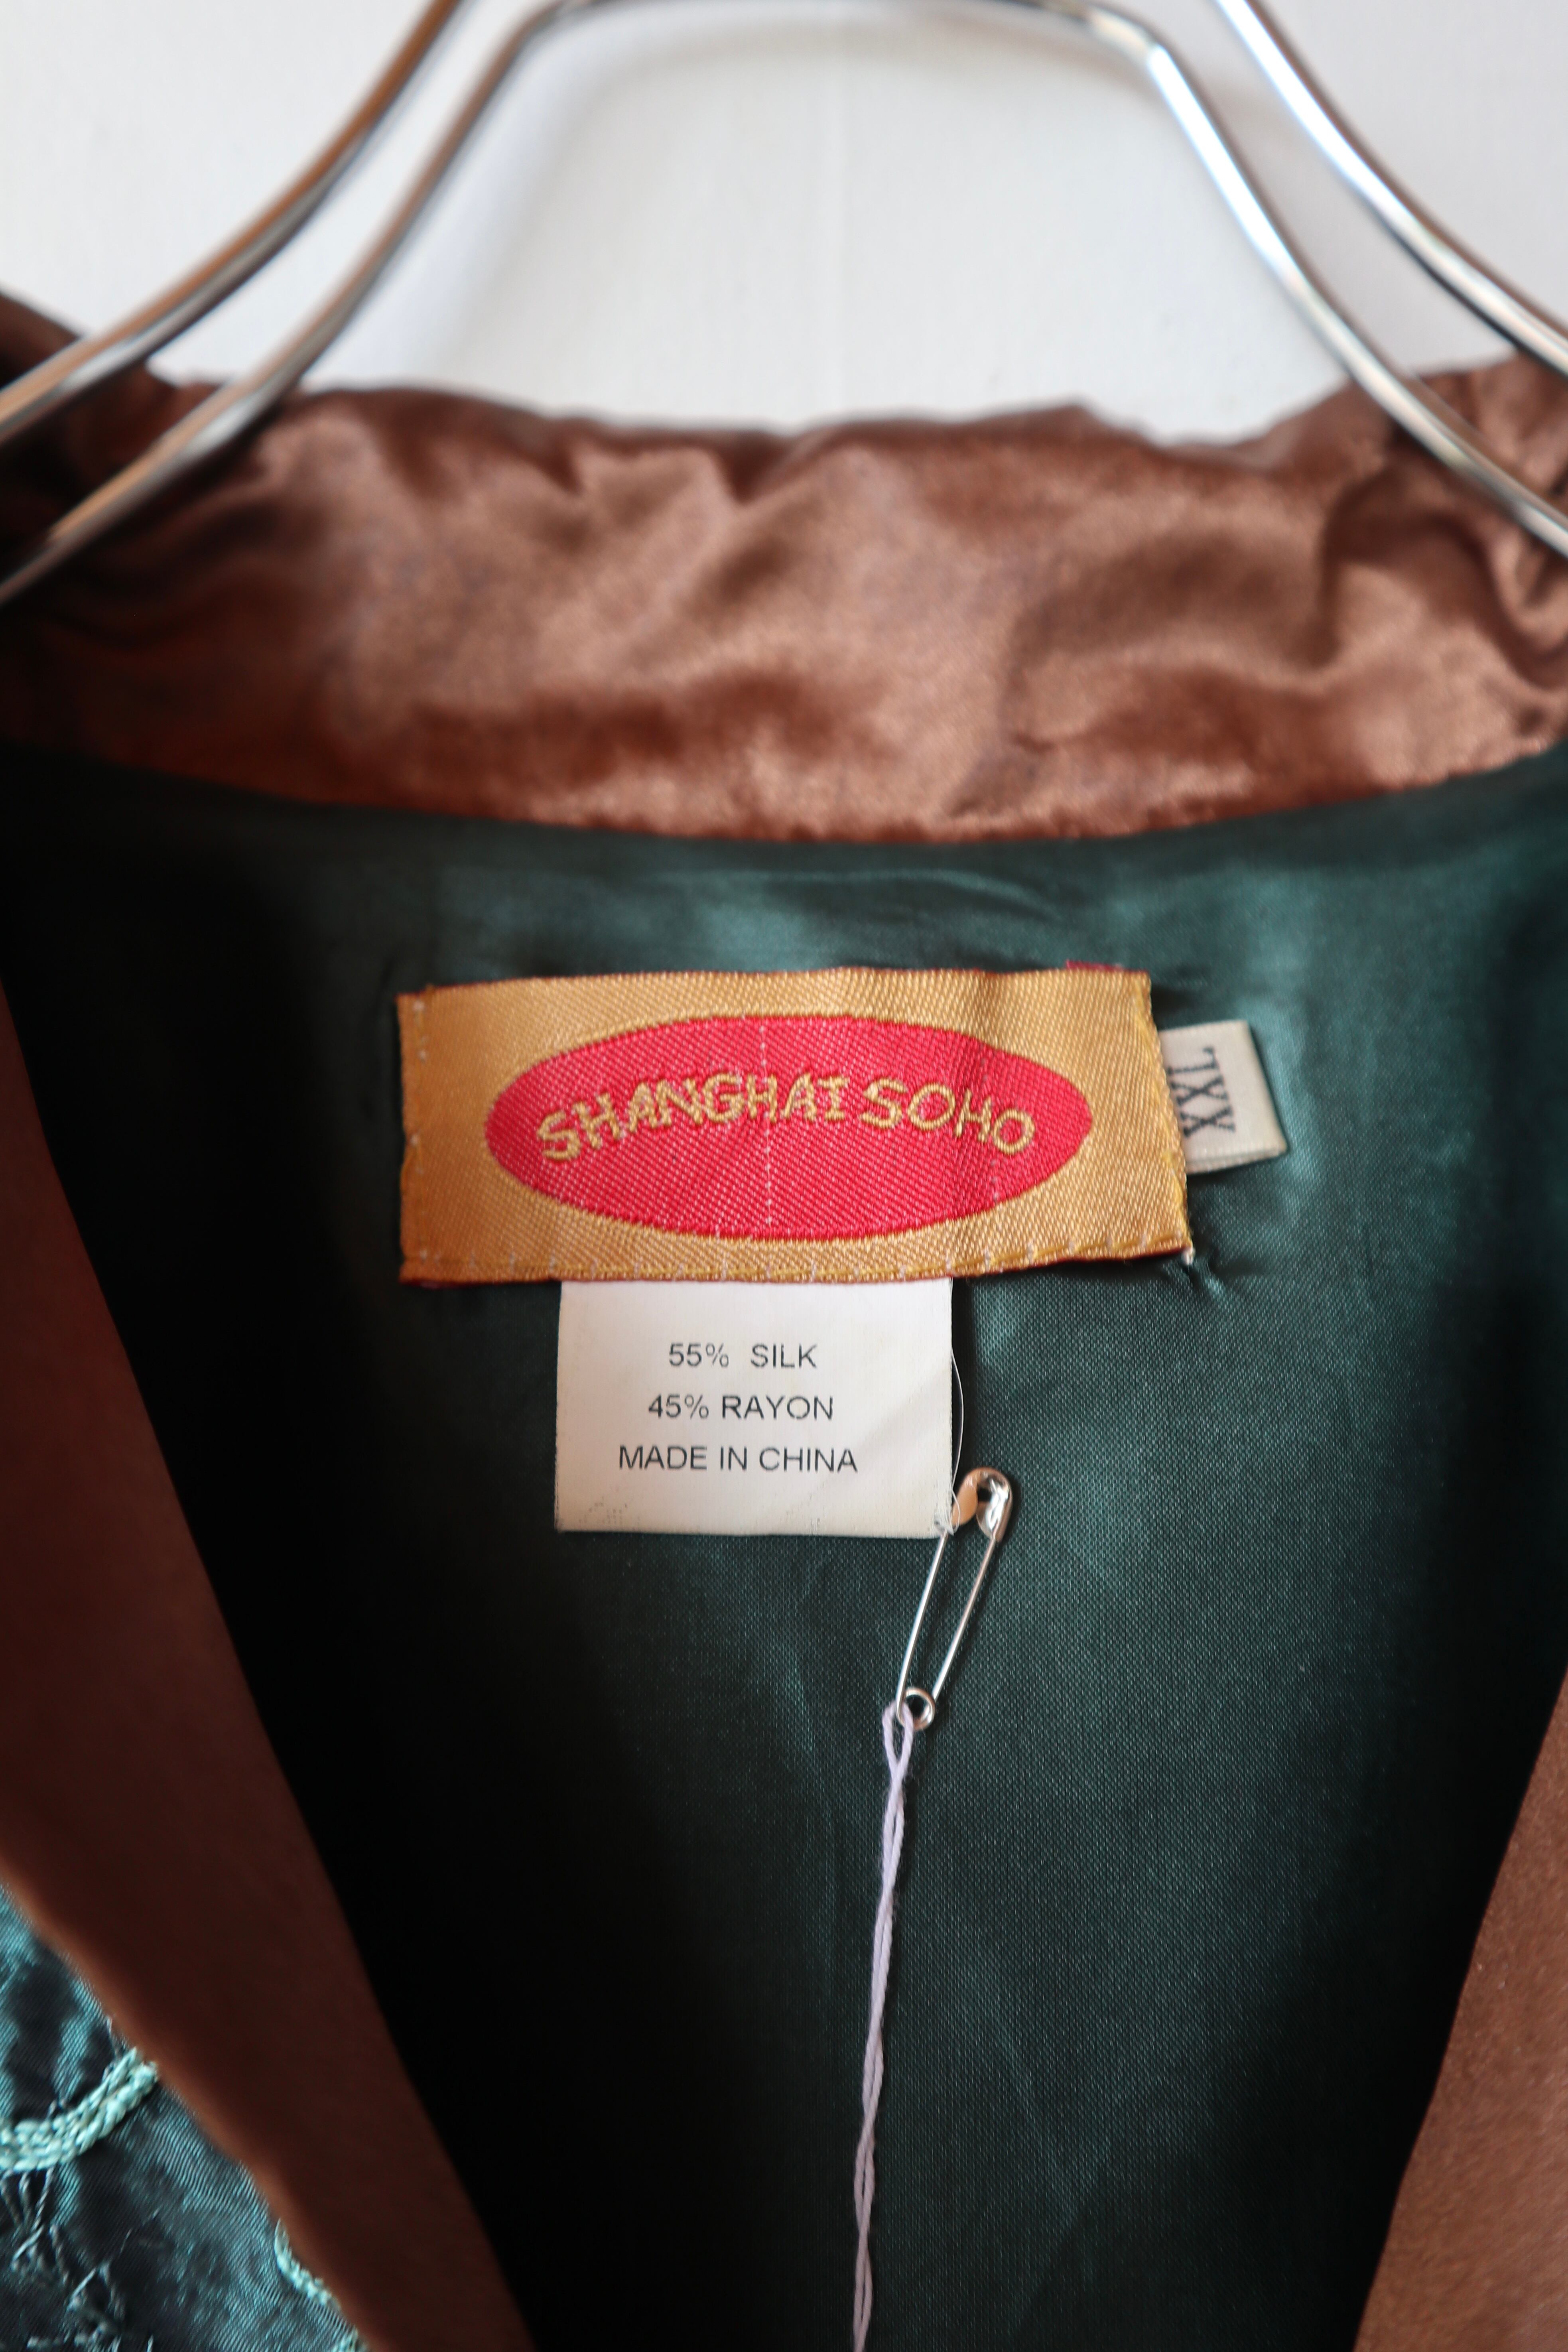 SHANGHAI SOHO
XXL
55% SILK
45% RAYON
MADE IN CHINA